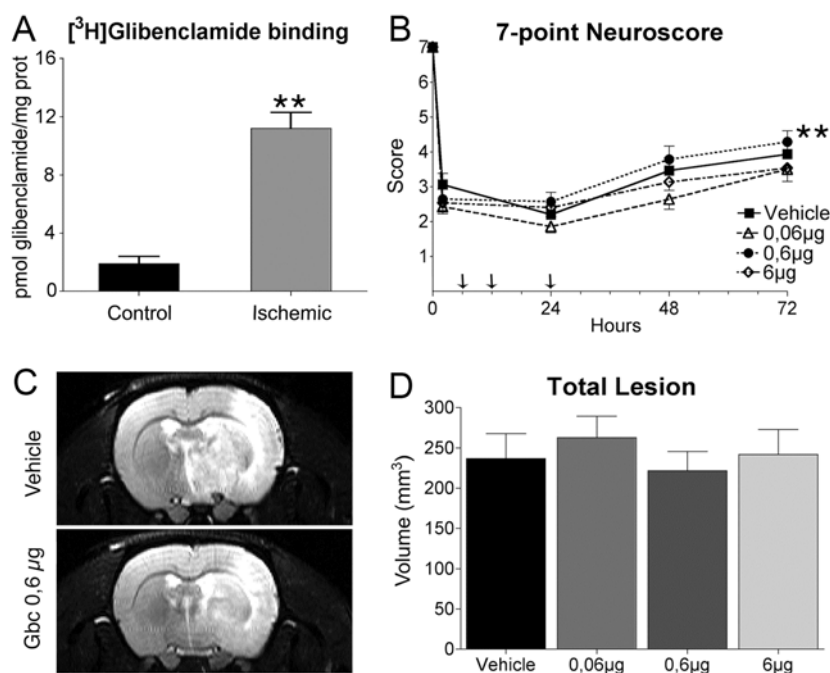 A
[³H]Glibenclamide binding
pmol glibenclamide/mg prot
16
12
8
4
0
**
Control
Ischemic
B
7-point Neuroscore
Score
7
6
5
4
3
2
1
**
Vehicle
0,06µg
0,6µg
6µg
0
24
48
72
Hours
C
Vehicle
Gbc 0,6 µg
D
Total Lesion
Volume (mm³)
300
250
200
150
100
50
0
Vehicle
0,06µg
0,6µg
6µg